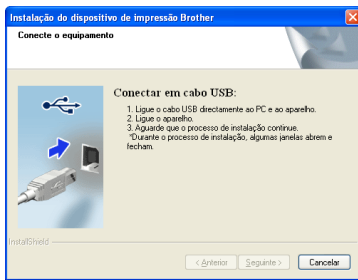 Instalação do dispositivo de impressão Brother
Conecte o equipamento
Conectar em cabo USB:
1. Ligue o cabo USB directamente ao PC e ao aparelho.
2. Ligue o aparelho.
3. Aguarde que o processo de instalação continue.
*Durante o processo de instalação, algumas janelas abrem e
fecham.
InstallShield
< Anterior Seguinte > Cancelar